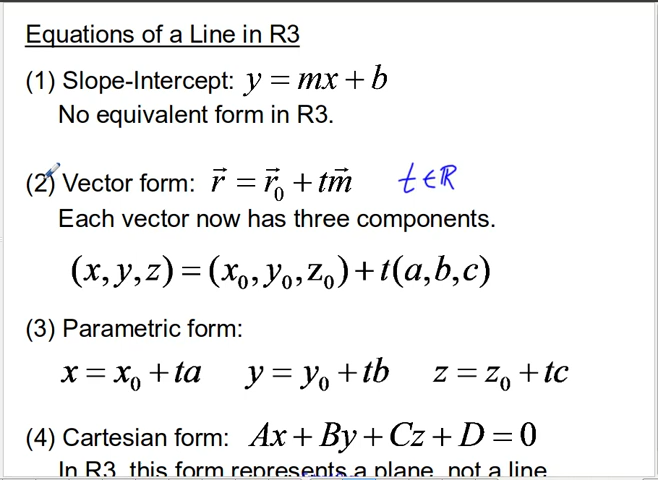 Equations of a Line in R3
(1) Slope-Intercept: y = mx + b
No equivalent form in R3.
(2) Vector form: r⃗ = r⃗₀ + tm⃗ t∈ℝ
Each vector now has three components.
(x, y, z) = (x₀, y₀, z₀) + t(a, b, c)
(3) Parametric form:
x = x₀ + ta y = y₀ + tb z = z₀ + tc
(4) Cartesian form: Ax + By + Cz + D = 0
In R3, this form represents a plane, not a line